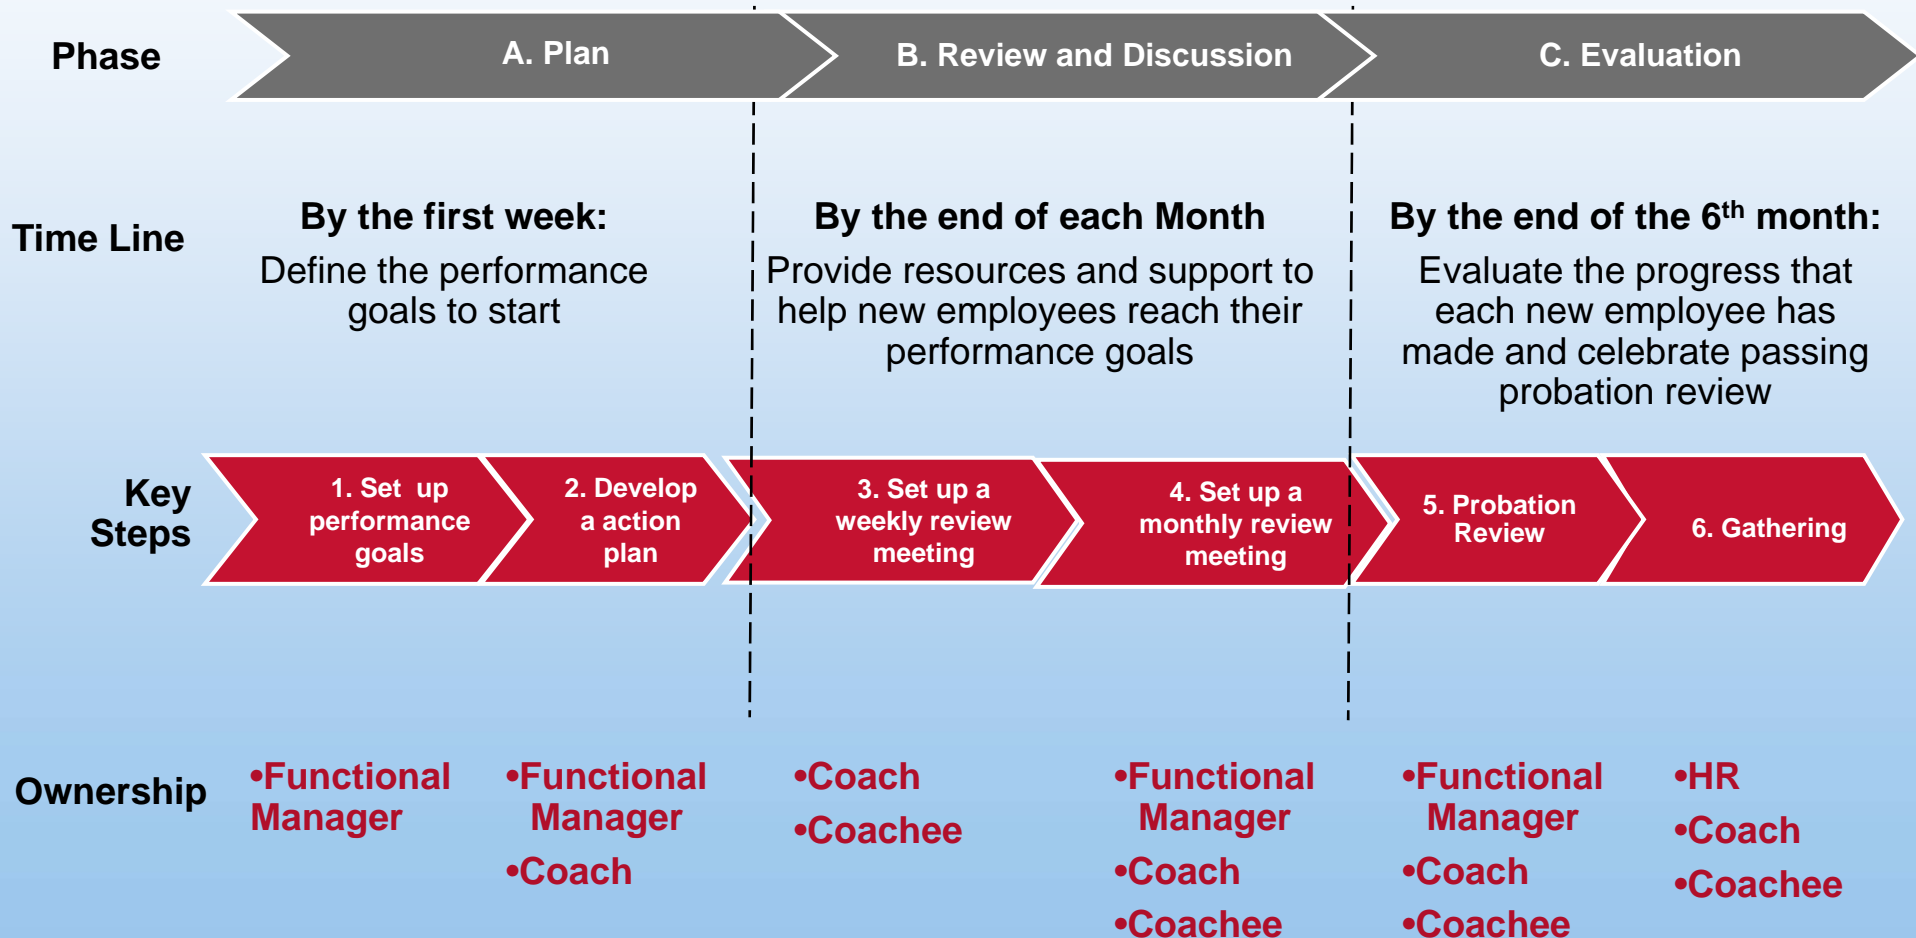 Phase
A. Plan
B. Review and Discussion
C. Evaluation
Time Line
By the first week:
Define the performance
goals to start
By the end of each Month
Provide resources and support to
help new employees reach their
performance goals
By the end of the 6th month:
Evaluate the progress that
each new employee has
made and celebrate passing
probation review
Key
Steps
1. Set up
performance
goals
2. Develop
a action
plan
3. Set up a
weekly review
meeting
4. Set up a
monthly review
meeting
5. Probation
Review
6. Gathering
Ownership
•Functional
Manager
•Functional
Manager
•Coach
•Coach
•Coachee
•Functional
Manager
•Coach
•Coachee
•Functional
Manager
•Coach
•Coachee
•HR
•Coach
•Coachee